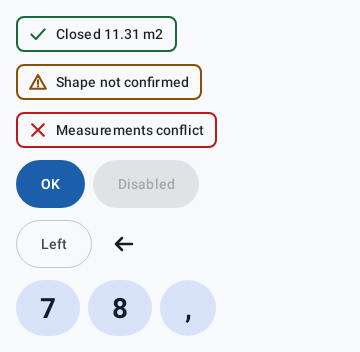 Closed 11.31 m2
Shape not confirmed
Measurements conflict
OK Disabled
Left
7 8 ,